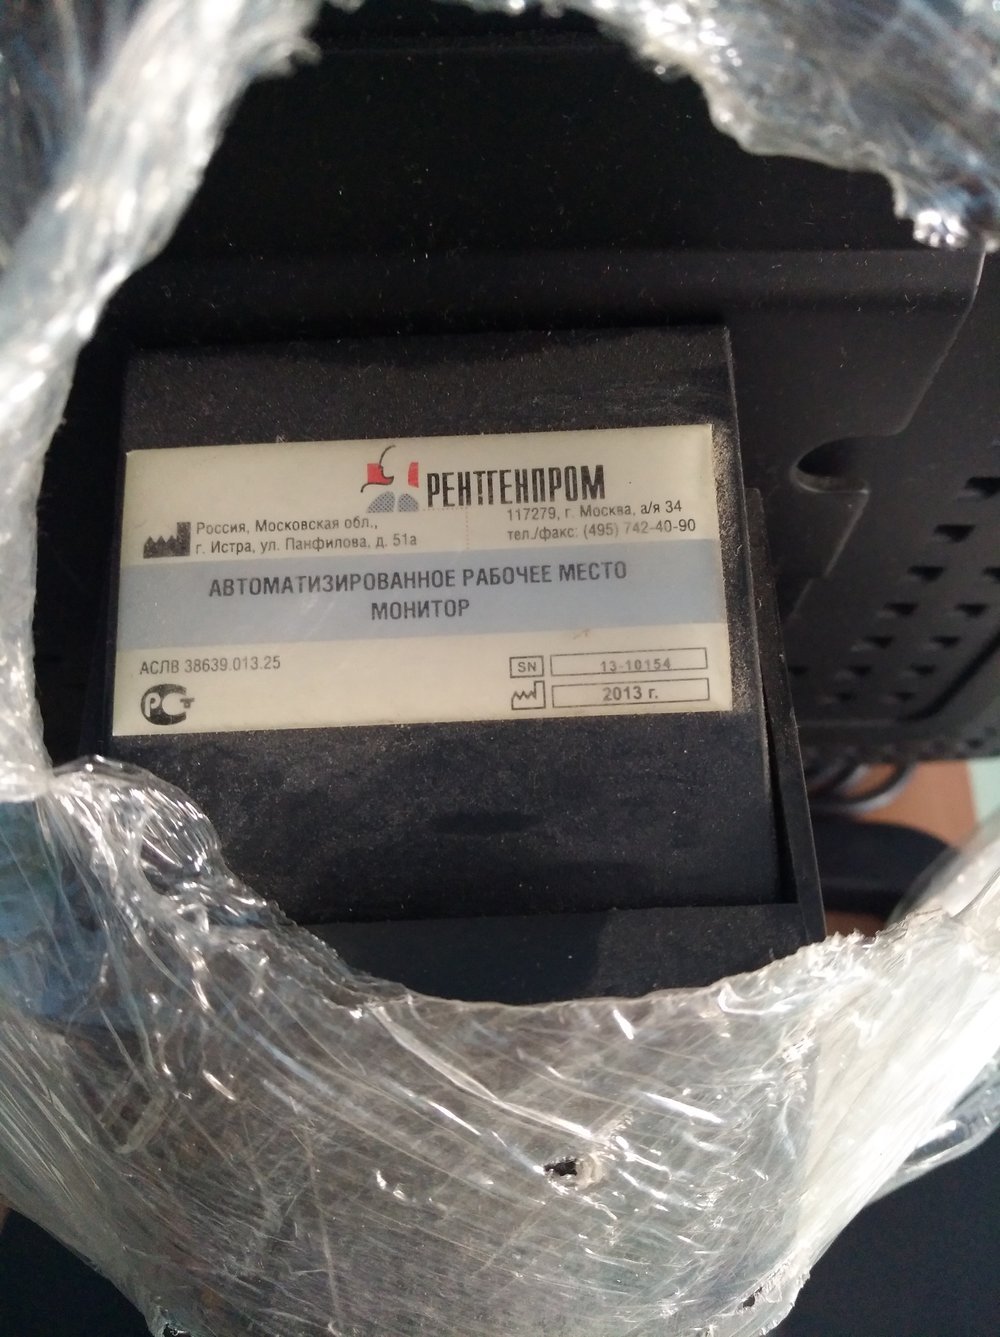 РЕНТГЕНПРОМ
Россия, Московская обл.,
г. Истра, ул. Панфилова, д. 51а
117279, г. Москва, а/я 34
тел./факс: (495) 742-40-90
АВТОМАТИЗИРОВАННОЕ РАБОЧЕЕ МЕСТО
МОНИТОР
АСЛВ 38639.013.25
РСТ
SN 13-10154
2013 г.